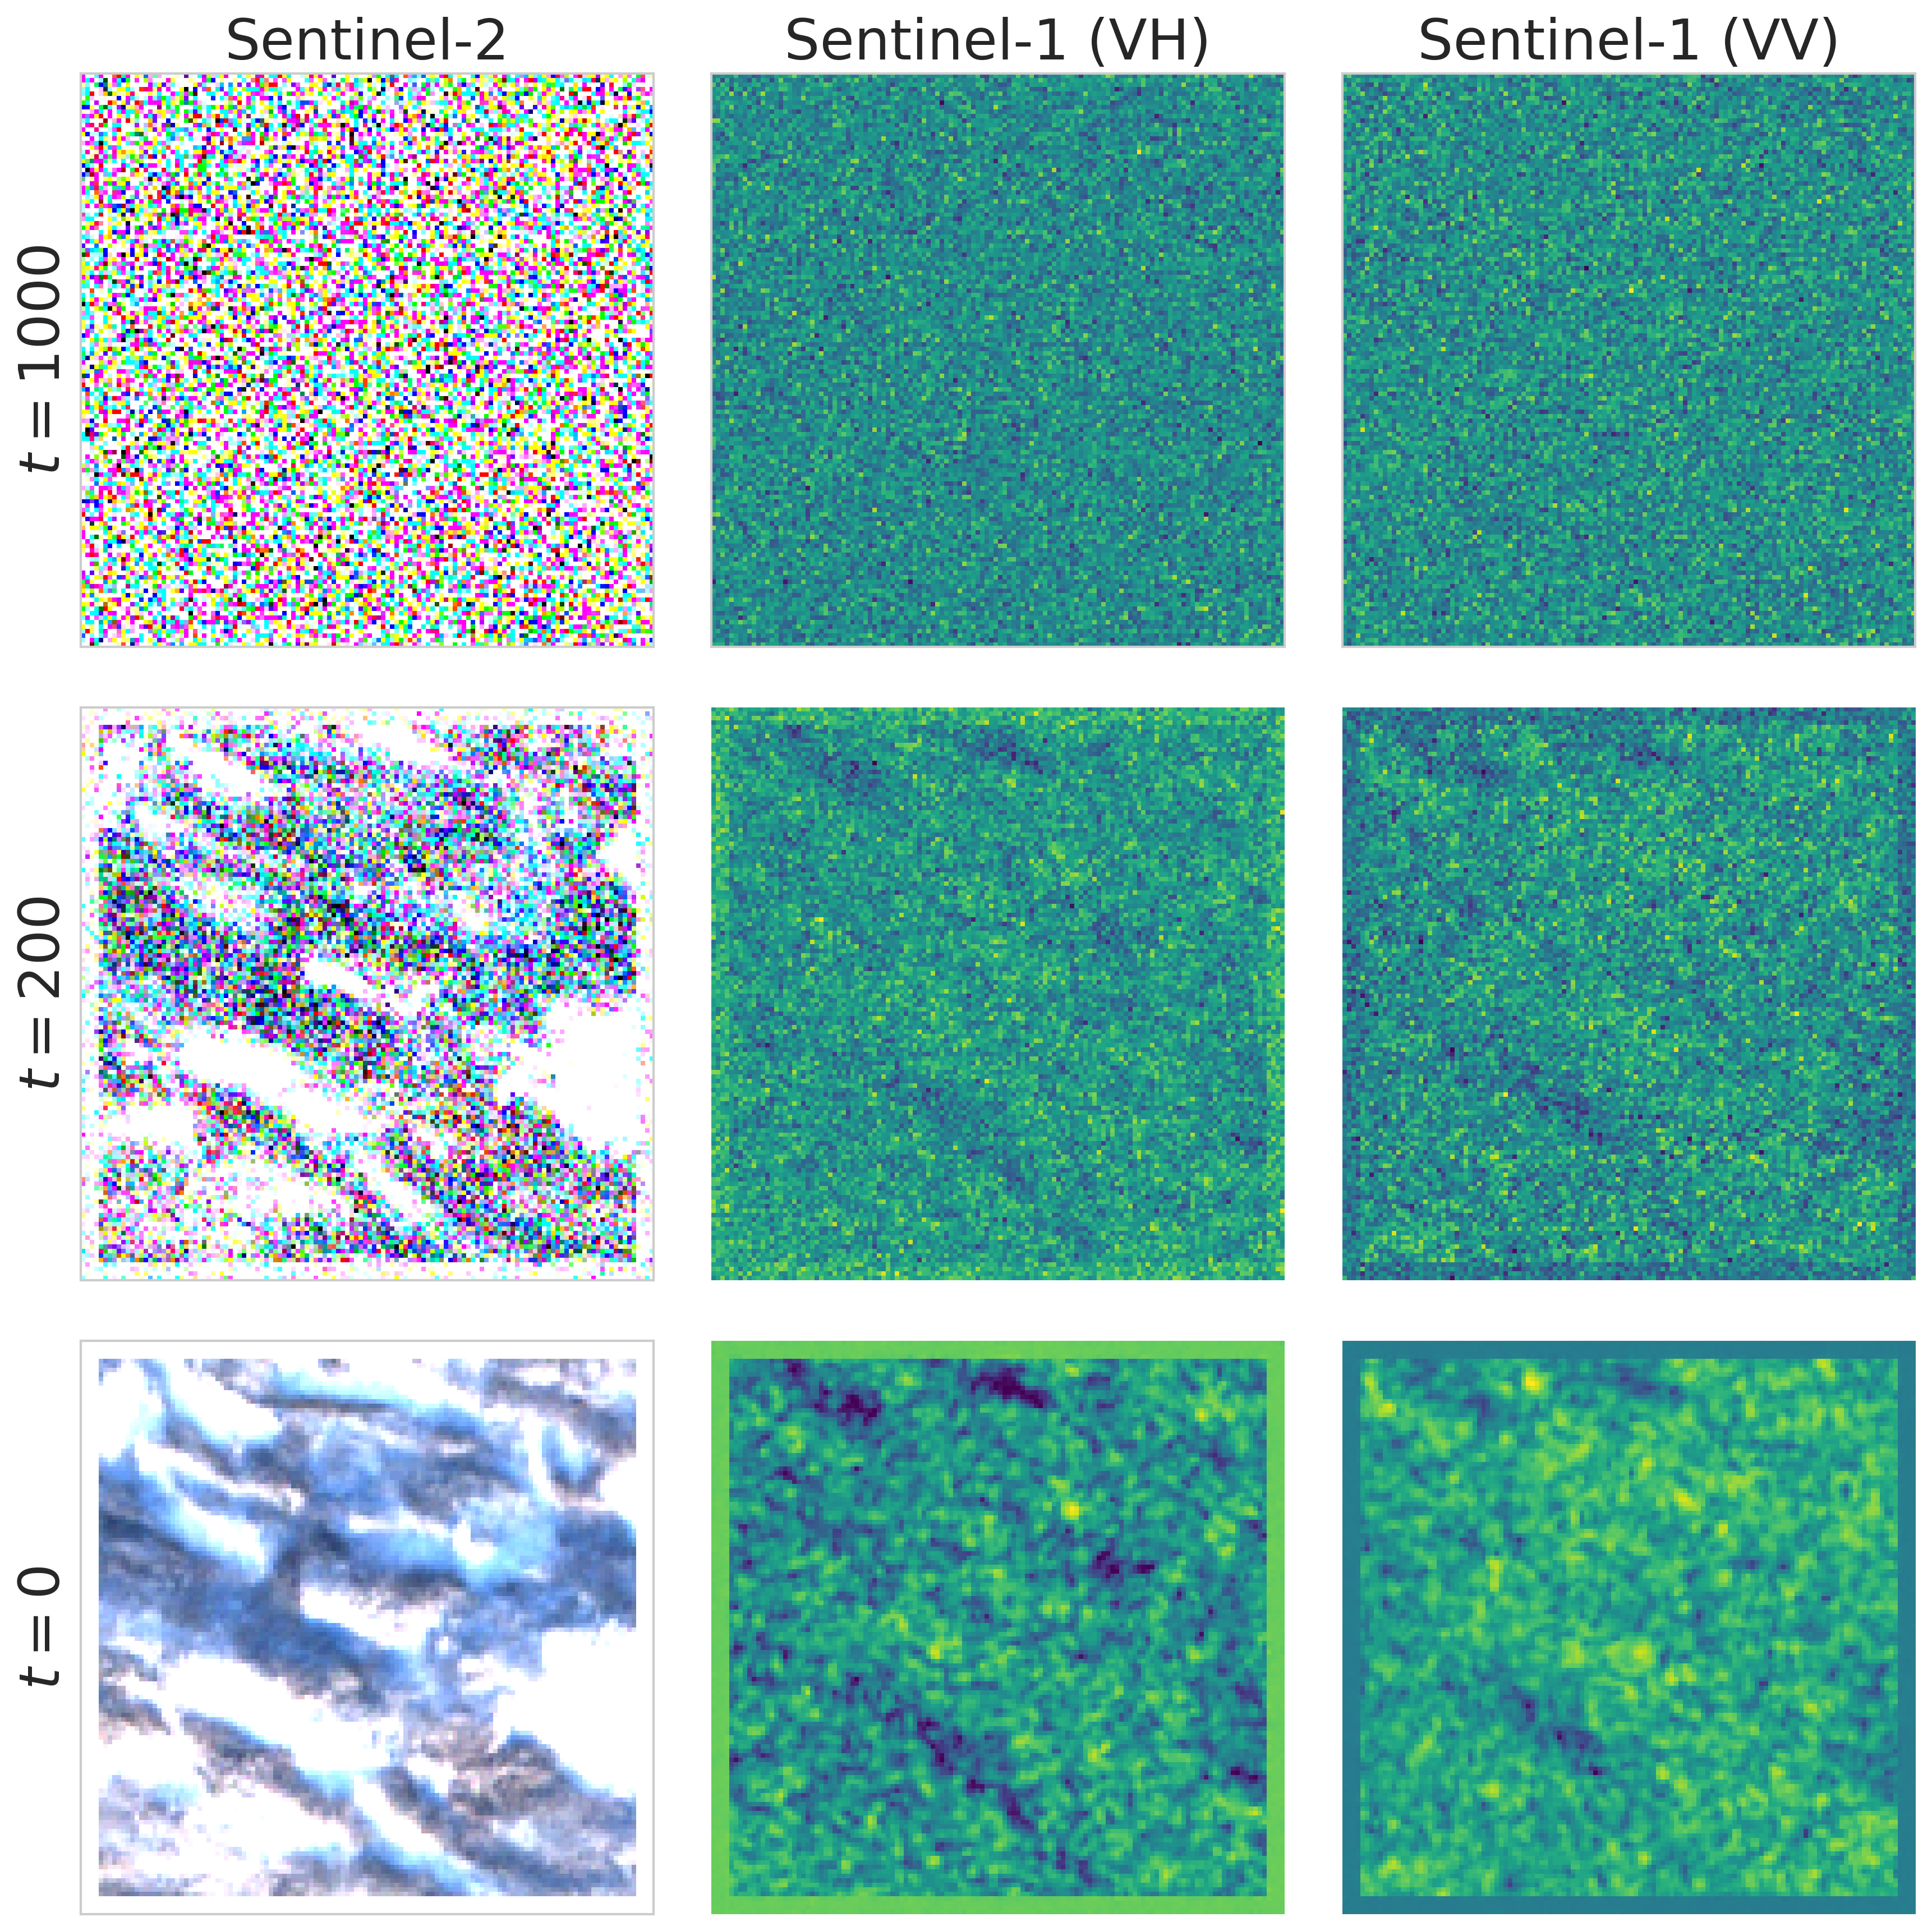 Sentinel-2
Sentinel-1 (VH)
Sentinel-1 (VV)
t = 1000
t = 200
t = 0